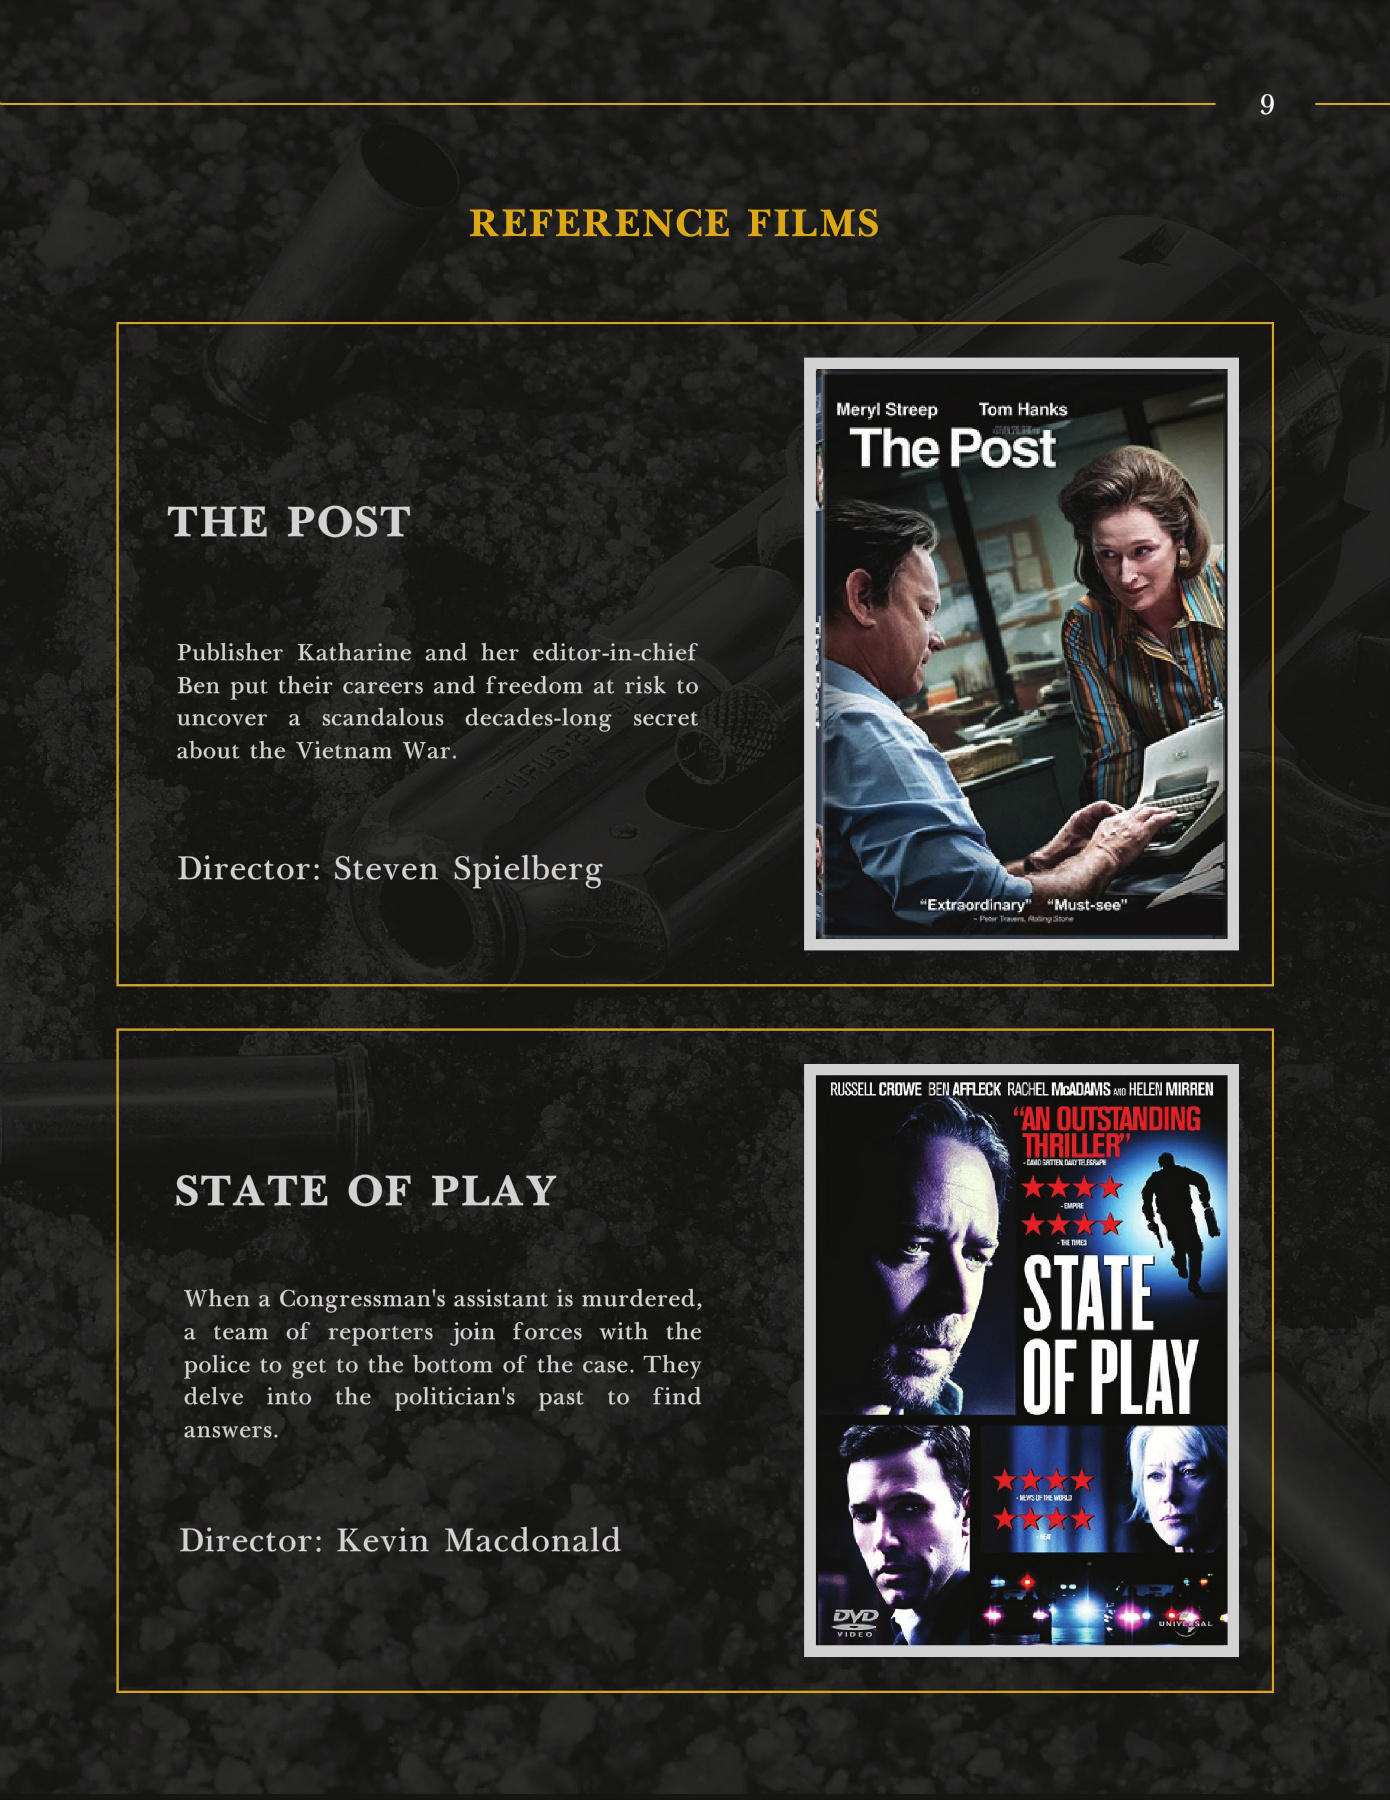 9
REFERENCE FILMS
THE POST
Publisher Katharine and her editor-in-chief
Ben put their careers and freedom at risk to
uncover a scandalous decades-long secret
about the Vietnam War.
Director: Steven Spielberg
Meryl Streep Tom Hanks
The Post
“Extraordinary” “Must-see”
- Peter Travers, Rolling Stone
STATE OF PLAY
When a Congressman's assistant is murdered,
a team of reporters join forces with the
police to get to the bottom of the case. They
delve into the politician's past to find
answers.
Director: Kevin Macdonald
RUSSELL CROWE BEN AFFLECK RACHEL McADAMS AND HELEN MIRREN
“AN OUTSTANDING
THRILLER”
- DAVID GRITTEN, DAILY TELEGRAPH
- EMPIRE
- THE TIMES
STATE
OF PLAY
- NEWS OF THE WORLD
- HEAT
DVD
VIDEO
UNIVERSAL